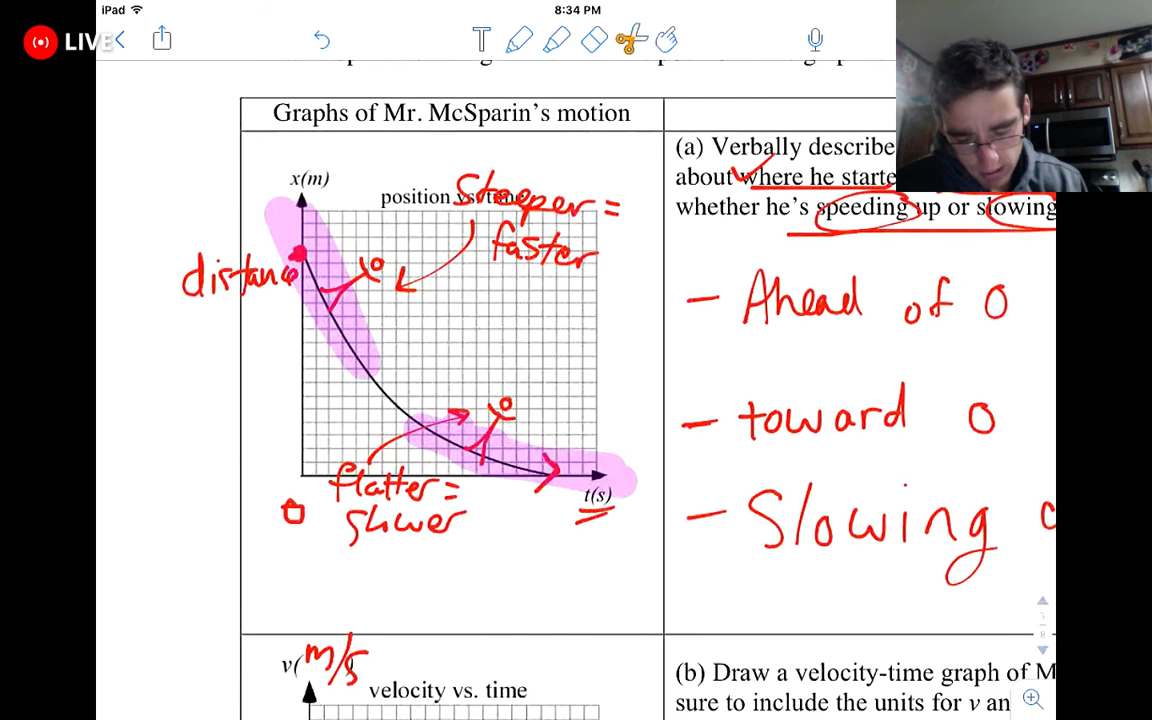 iPad
8:34 PM
LIVE
Graphs of Mr. McSparin's motion
(a) Verbally describe
about where he starte
whether he's speeding up or slowing
x(m)
position vs. time
steeper =
faster
distance
flatter =
slower
0
t(s)
- Ahead of 0
- toward 0
- Slowing
v(m/s)
velocity vs. time
(b) Draw a velocity-time graph of M
sure to include the units for v an